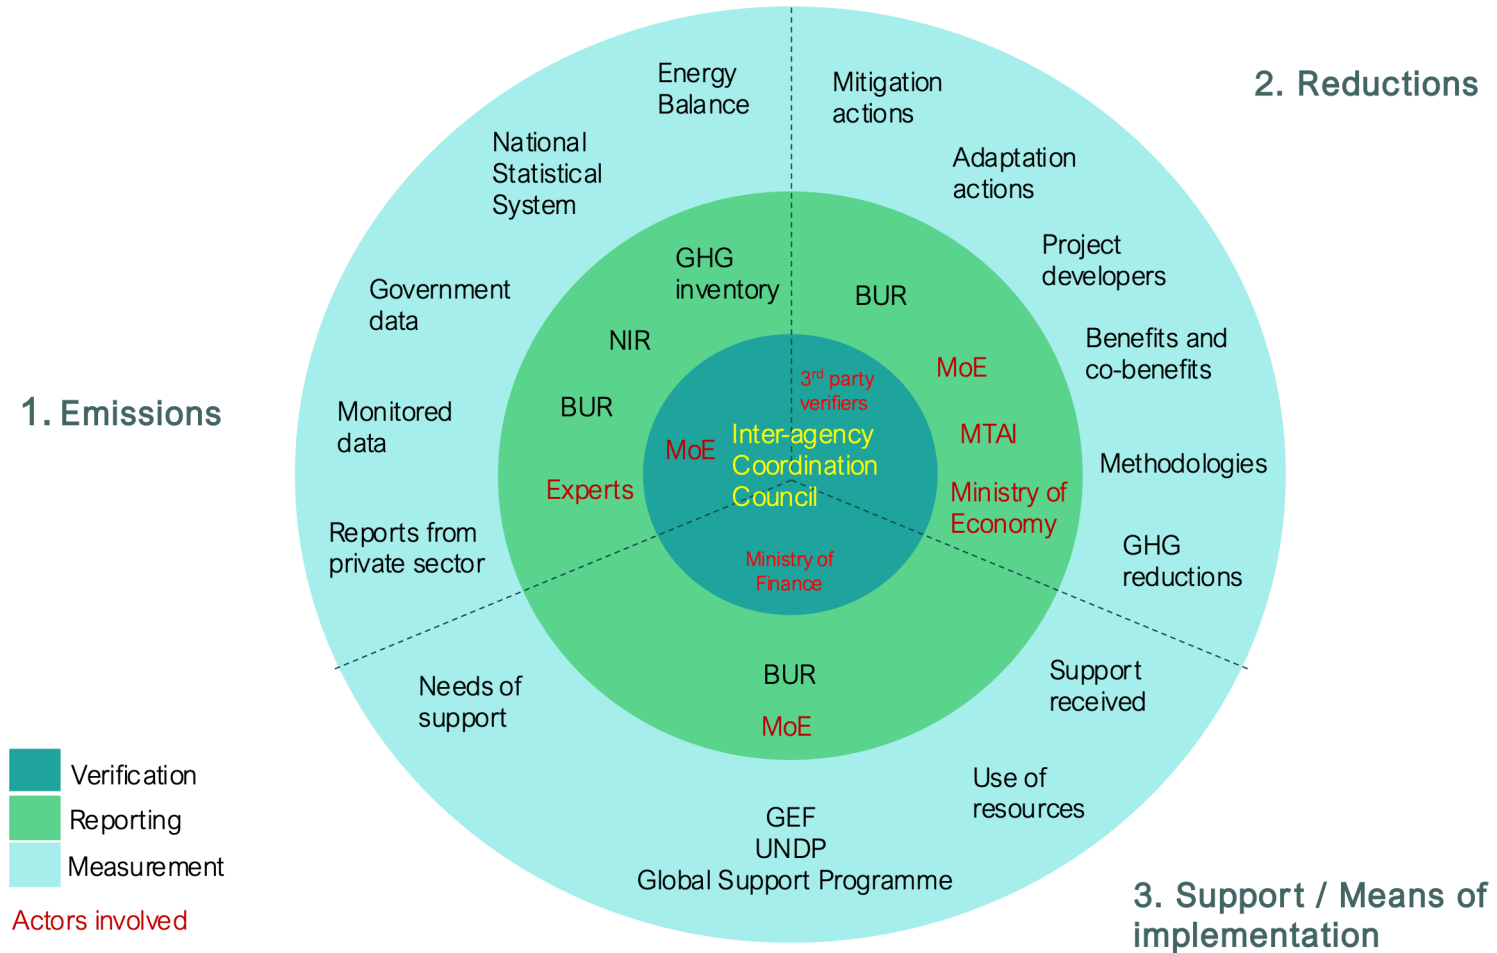 2. Reductions
Energy
Balance
Mitigation
actions
National
Statistical
System
Adaptation
actions
Project
developers
GHG
inventory
Government
data
BUR
NIR
Benefits and
co-benefits
MoE
3rd party
verifiers
BUR
1. Emissions
Monitored
data
MoE
Inter-agency
Coordination
Council
MTAI
Methodologies
Experts
Ministry of
Economy
Reports from
private sector
GHG
reductions
Ministry of
Finance
Needs of
support
BUR
MoE
Support
received
Use of
resources
GEF
UNDP
Global Support Programme
Verification
Reporting
Measurement
Actors involved
3. Support / Means of
implementation